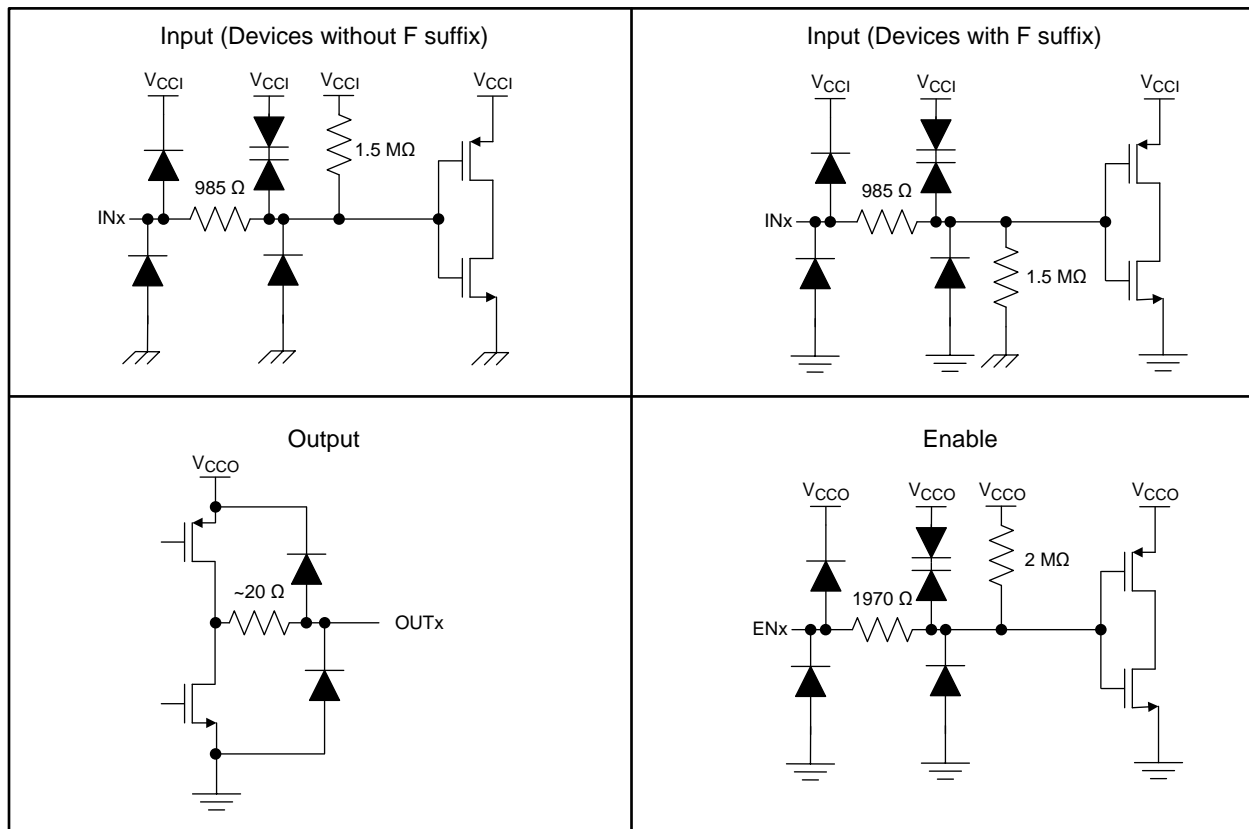 Input (Devices without F suffix)
VCCI VCCI VCCI VCCI
1.5 MΩ
985 Ω
INx
Input (Devices with F suffix)
VCCI VCCI VCCI
985 Ω
INx
1.5 MΩ
Output
VCCO
~20 Ω
OUTx
Enable
VCCO VCCO VCCO VCCO
2 MΩ
1970 Ω
ENx